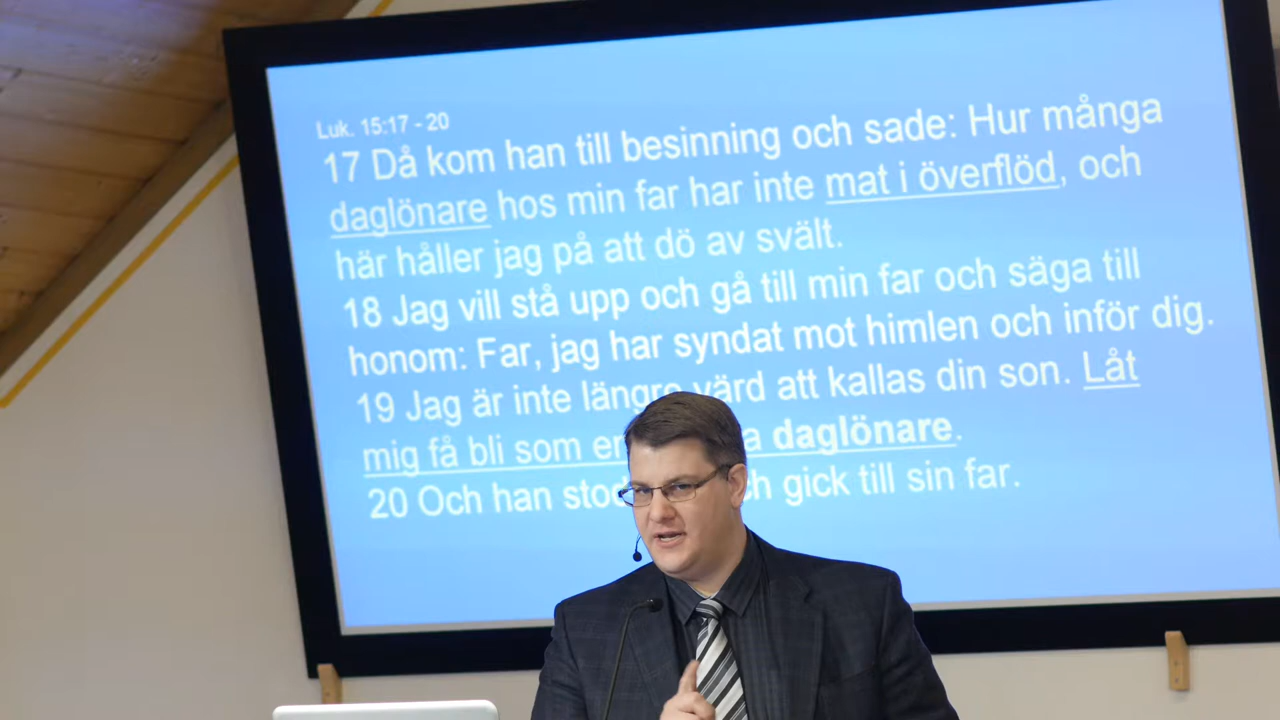 Luk. 15:17 - 20
17 Då kom han till besinning och sade: Hur många
daglönare hos min far har inte mat i överflöd, och
här håller jag på att dö av svält.
18 Jag vill stå upp och gå till min far och säga till
honom: Far, jag har syndat mot himlen och inför dig.
19 Jag är inte längre värd att kallas din son. Låt
mig få bli som daglönare.
20 Och han gick till sin far.